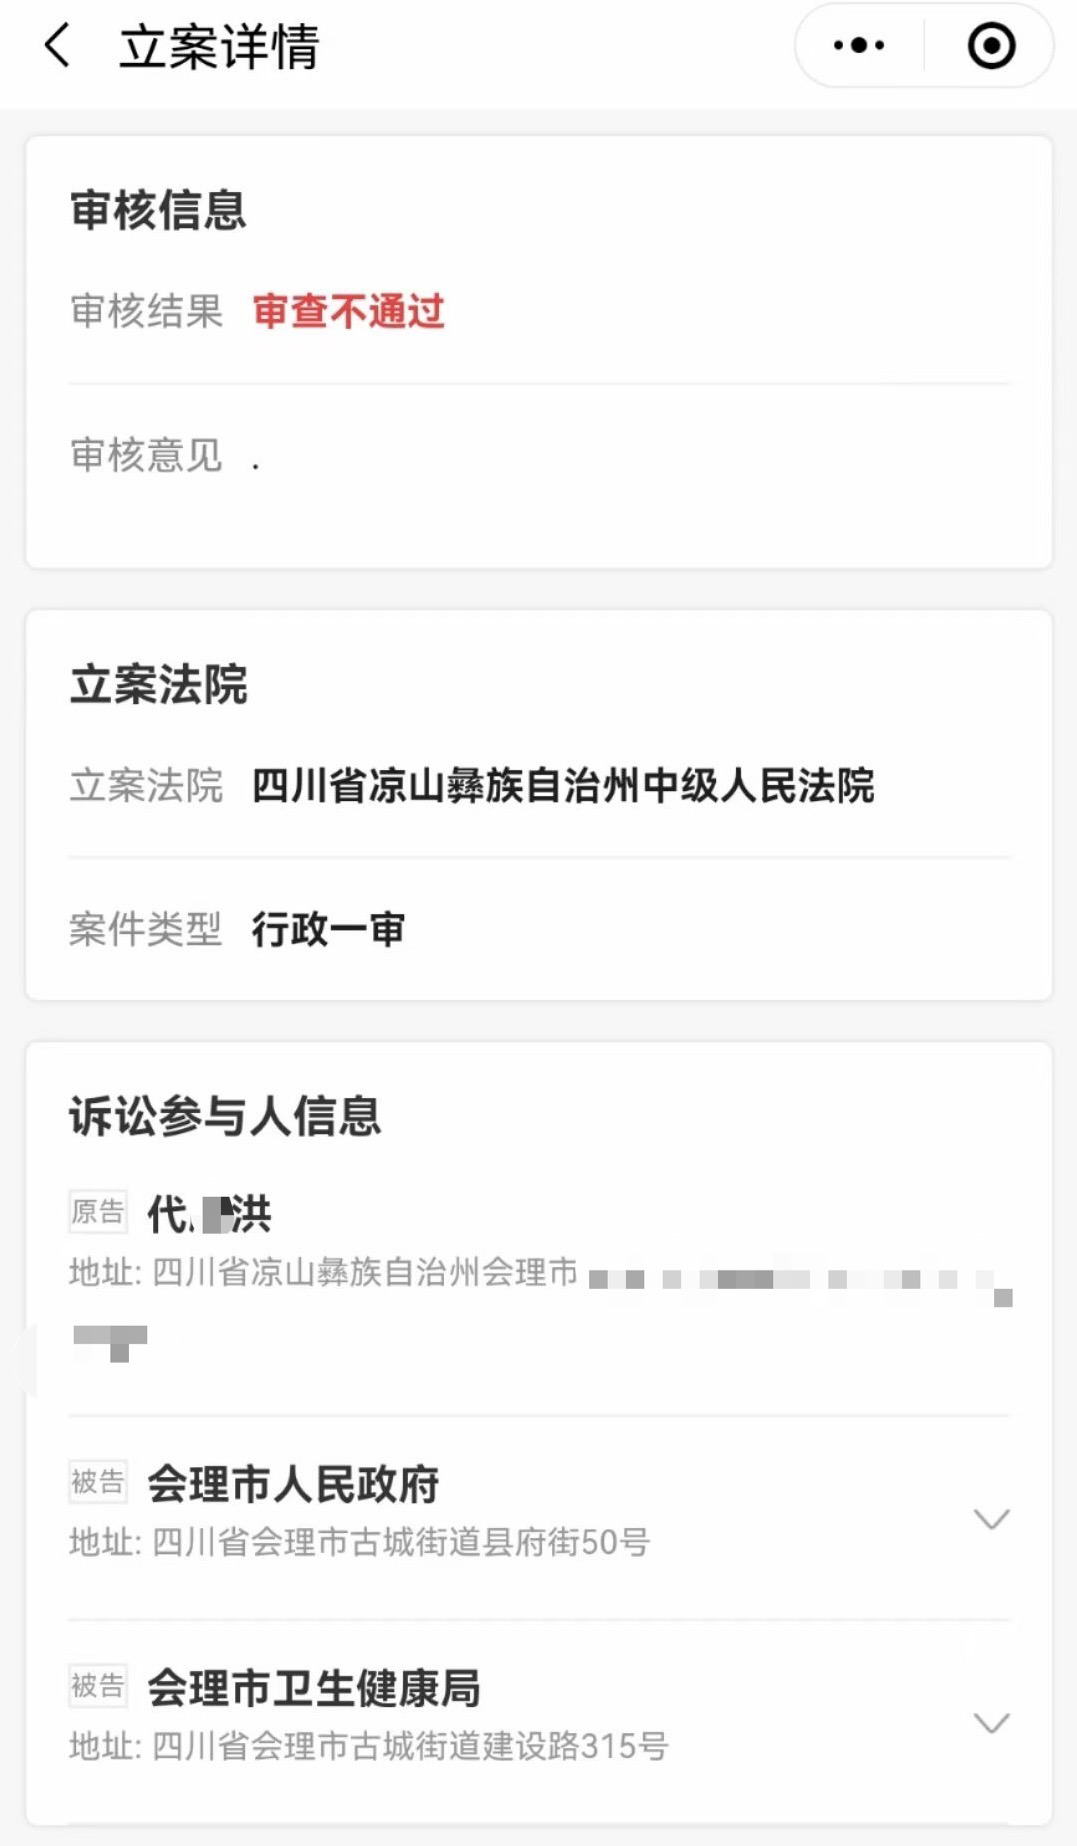 立案详情
审核信息
审核结果 审查不通过
审核意见 .
立案法院
立案法院 四川省凉山彝族自治州中级人民法院
案件类型 行政一审
诉讼参与人信息
原告 代 洪
地址: 四川省凉山彝族自治州会理市
被告 会理市人民政府
地址: 四川省会理市古城街道县府街50号
被告 会理市卫生健康局
地址: 四川省会理市古城街道建设路315号